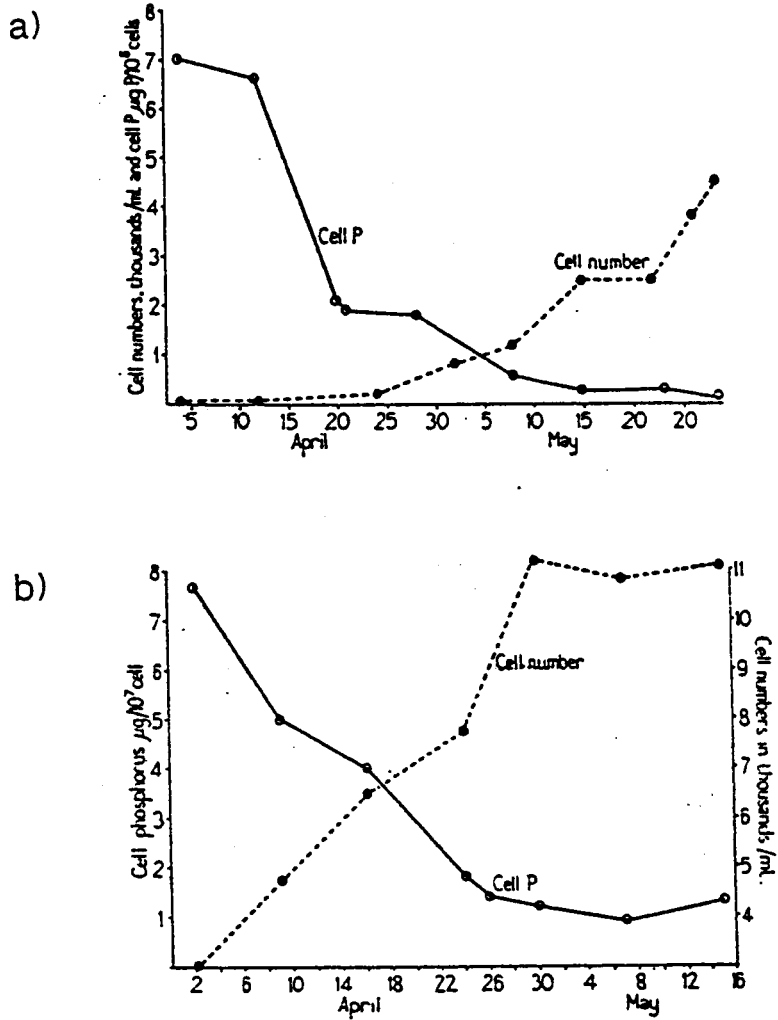 a)
Cell numbers, thousands/mL and cell P, µg P/10⁶ cells
8
7
6
5
4
3
2
1
Cell P
Cell number
5 10 15 20 25 30 5 10 15 20 20
April May
b)
Cell phosphorus µg/10⁷ cell
8
7
6
5
4
3
2
1
Cell number
Cell P
11
10
9
8
7
6
5
4
Cell numbers in thousands /mL.
2 6 10 14 18 22 26 30 4 8 12 16
April May